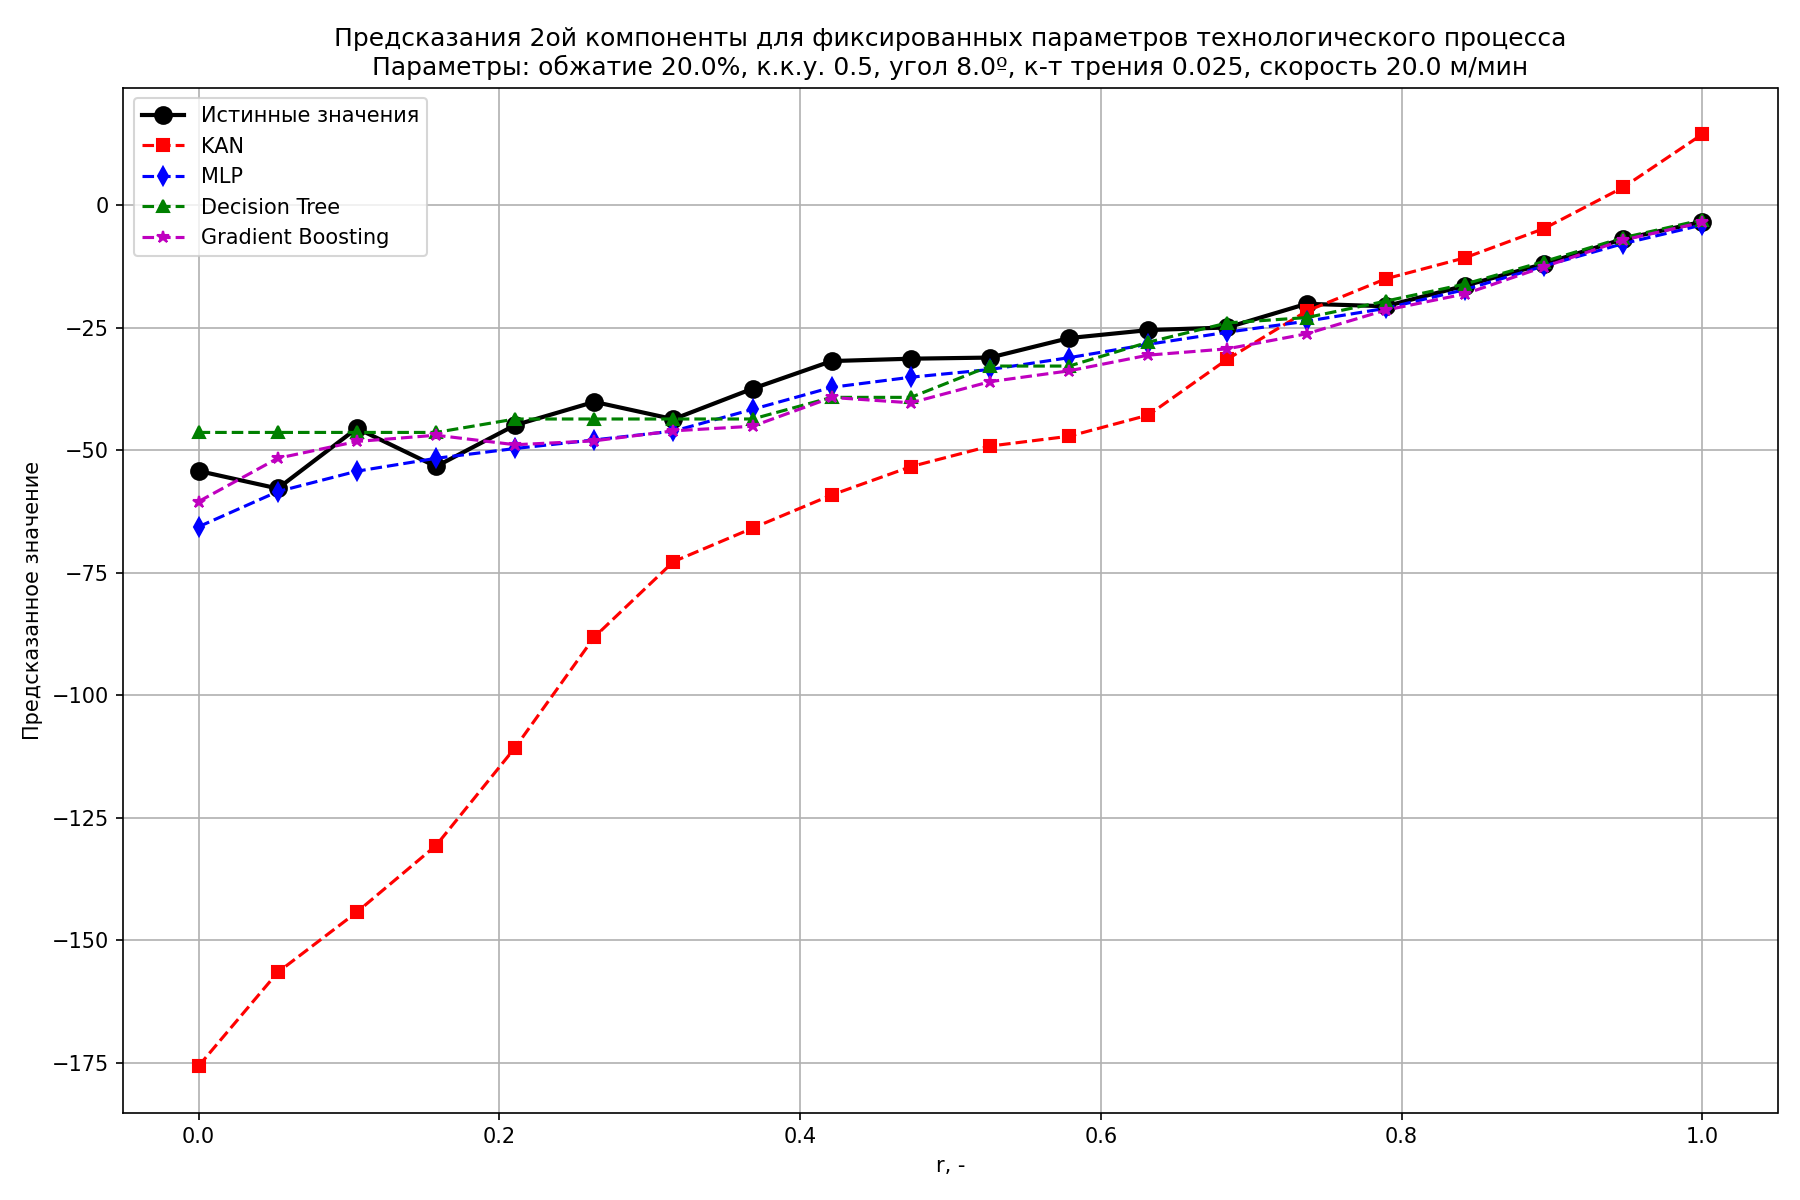 Предсказания 2ой компоненты для фиксированных параметров технологического процесса
Параметры: обжатие 20.0%, к.к.у. 0.5, угол 8.0º, к-т трения 0.025, скорость 20.0 м/мин
Истинные значения
KAN
MLP
Decision Tree
Gradient Boosting
Предсказанное значение
0
−25
−50
−75
−100
−125
−150
−175
0.0
0.2
0.4
0.6
0.8
1.0
r, -